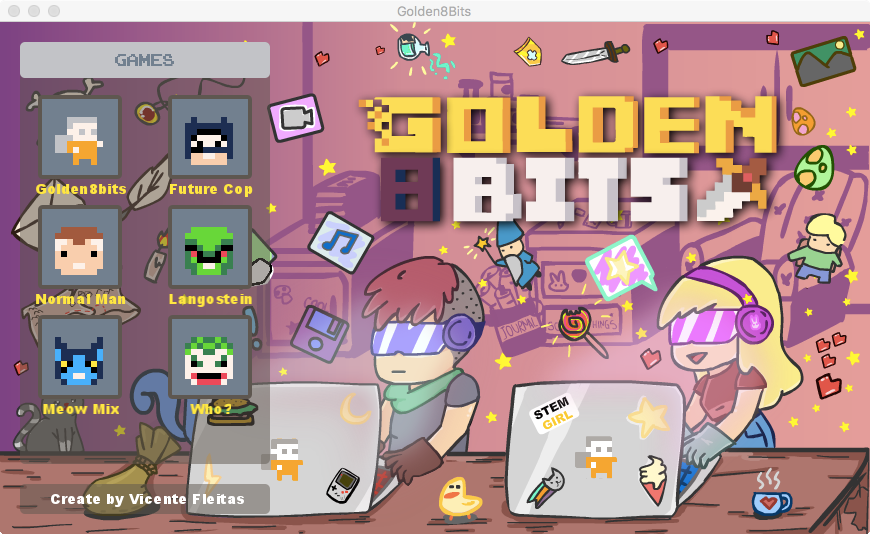 Golden8Bits
GAMES
GOLDEN
8BITS
Golden8bits
Future Cop
Normal Man
Langostein
Meow Mix
Who?
STEM
GIRL
Create by Vicente Fleitas